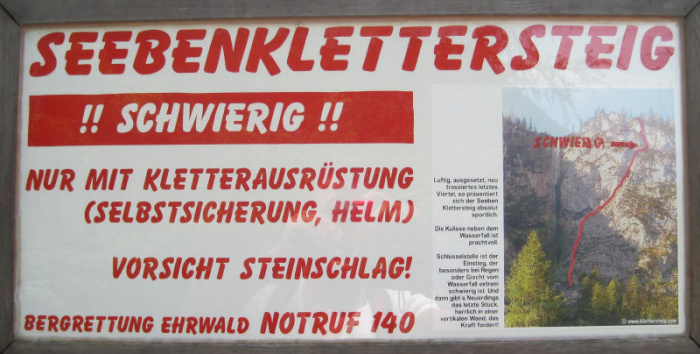 SEEBENKLETTERSTEIG
!! SCHWIERIG !!
NUR MIT KLETTERAUSRÜSTUNG
(SELBSTSICHERUNG, HELM)
VORSICHT STEINSCHLAG!
BERGRETTUNG EHRWALD NOTRUF 140
Luftig, ausgesetzt, neu
trassiertes letztes
Viertel, so präsentiert
sich der Seeben
Klettersteig absolut
sportlich.
Die Kulisse neben dem
Wasserfall ist
prachtvoll.
Schlüsselstelle ist der
Einstieg, der
besonders bei Regen
oder Gischt vom
Wasserfall extrem
schwierig ist. Und
dann gibt's Neuerdings
das letzte Stück,
herrlich in einer
vertikalen Wand, das
Kraft fordert!
SCHWIERIG
© www.klettersteig.com